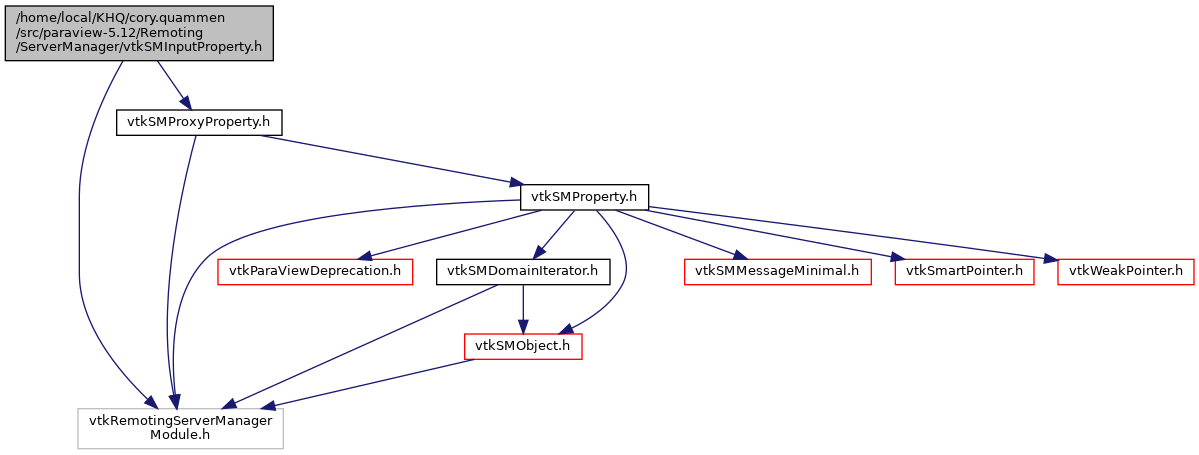 /home/local/KHQ/cory.quammen
/src/paraview-5.12/Remoting
/ServerManager/vtkSMInputProperty.h
vtkSMProxyProperty.h
vtkSMProperty.h
vtkParaViewDeprecation.h
vtkSMDomainIterator.h
vtkSMMessageMinimal.h
vtkSmartPointer.h
vtkWeakPointer.h
vtkSMObject.h
vtkRemotingServerManager
Module.h